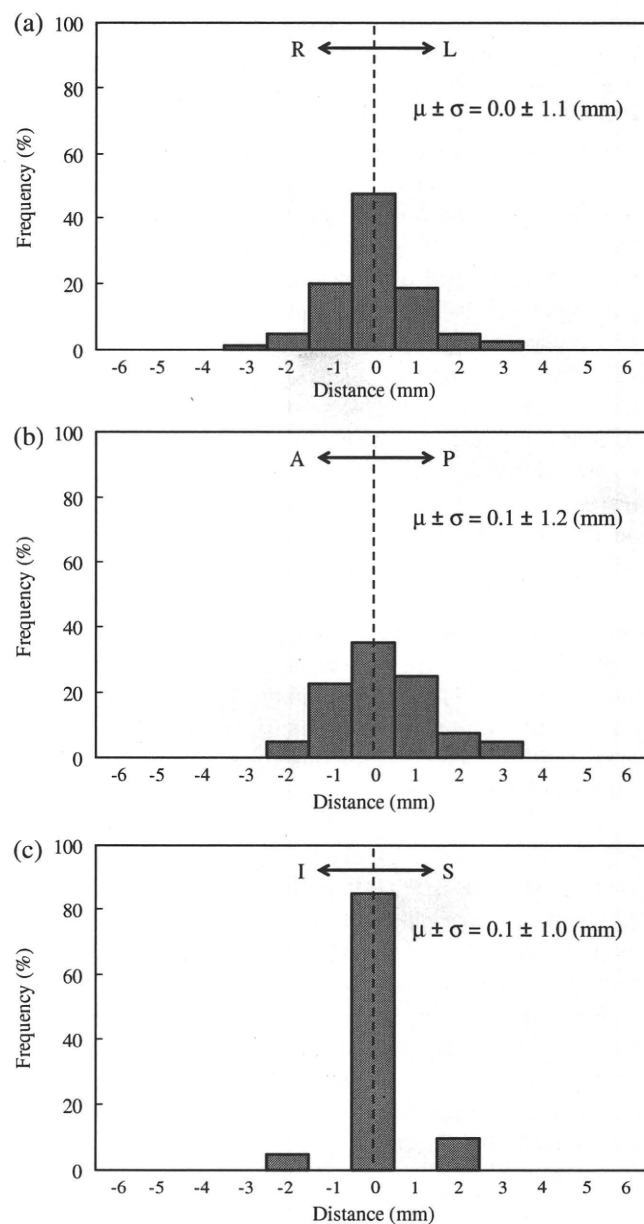 (a)
100
R L
80
μ ± σ = 0.0 ± 1.1 (mm)
60
Frequency (%)
40
20
0
-6 -5 -4 -3 -2 -1 0 1 2 3 4 5 6
Distance (mm)
(b)
100
A P
80
μ ± σ = 0.1 ± 1.2 (mm)
60
Frequency (%)
40
20
0
-6 -5 -4 -3 -2 -1 0 1 2 3 4 5 6
Distance (mm)
(c)
100
I S
80
μ ± σ = 0.1 ± 1.0 (mm)
60
Frequency (%)
40
20
0
-6 -5 -4 -3 -2 -1 0 1 2 3 4 5 6
Distance (mm)